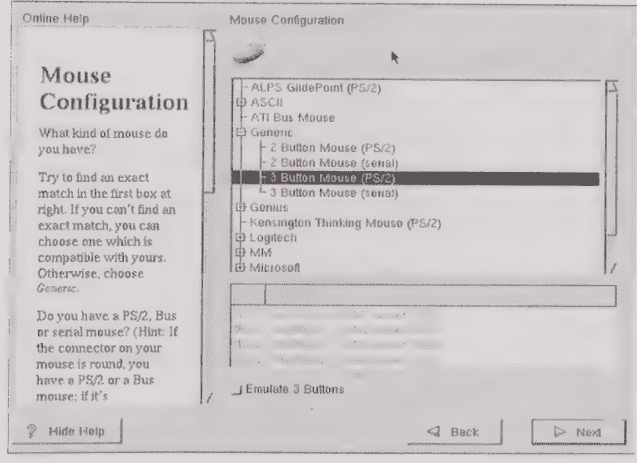 Online Help
Mouse
Configuration
What kind of mouse do
you have?
Try to find an exact
match in the first box at
right. If you can't find an
exact match, you can
choose one which is
compatible with yours.
Otherwise, choose
Generic.
Do you have a PS/2, Bus
or serial mouse? (Hint: If
the connector on your
mouse is round, you
have a PS/2 or a Bus
mouse; if it's
Hide Help
Mouse Configuration
ALPS GlidePoint (PS/2)
ASCII
ATI Bus Mouse
Generic
2 Button Mouse (PS/2)
2 Button Mouse (serial)
3 Button Mouse (PS/2)
3 Button Mouse (serial)
Genius
Kensington Thinking Mouse (PS/2)
Logitech
MM
Microsoft
Emulate 3 Buttons
Back
Next